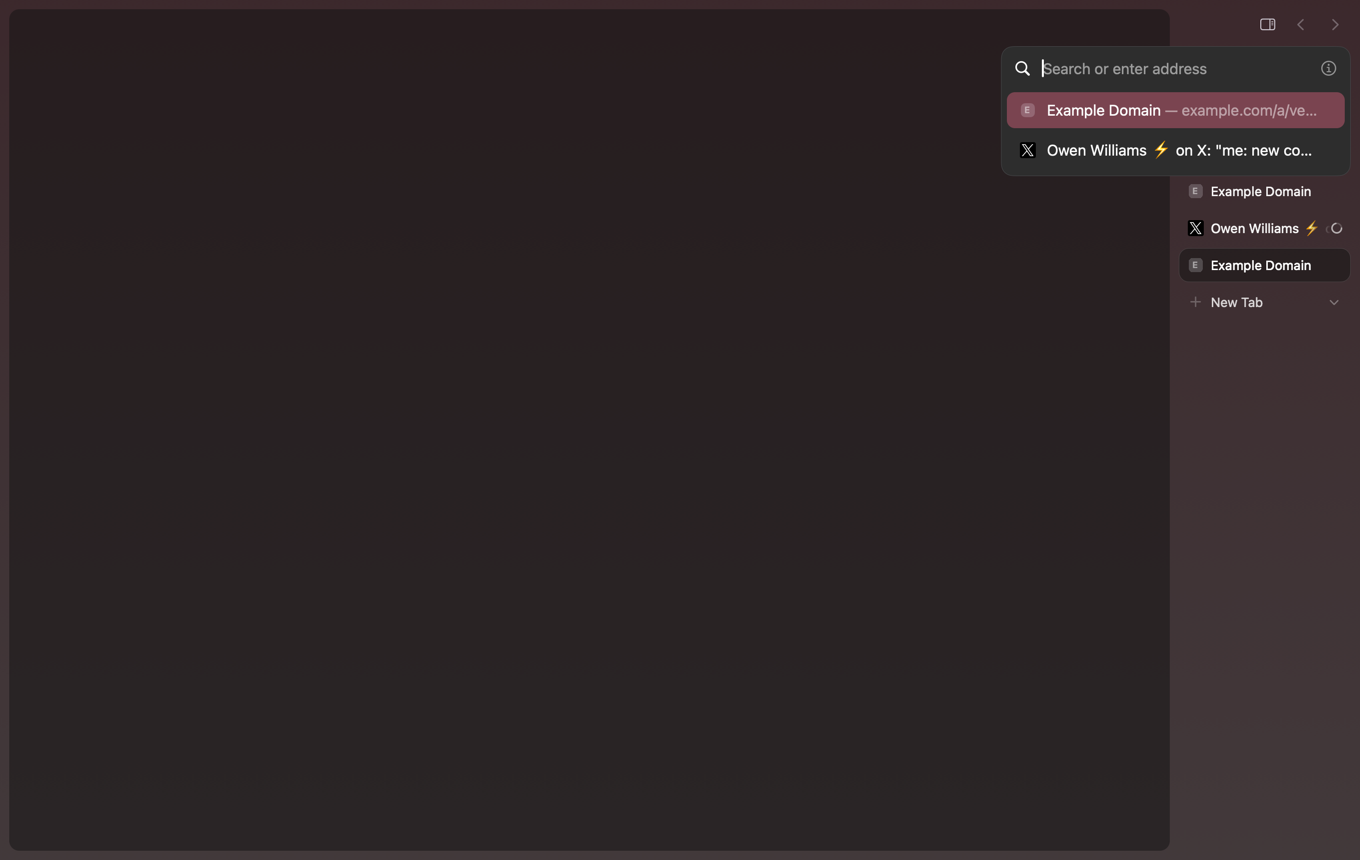 Search or enter address
E Example Domain — example.com/a/ve...
Owen Williams ⚡ on X: "me: new co...
E Example Domain
Owen Williams ⚡
E Example Domain
New Tab